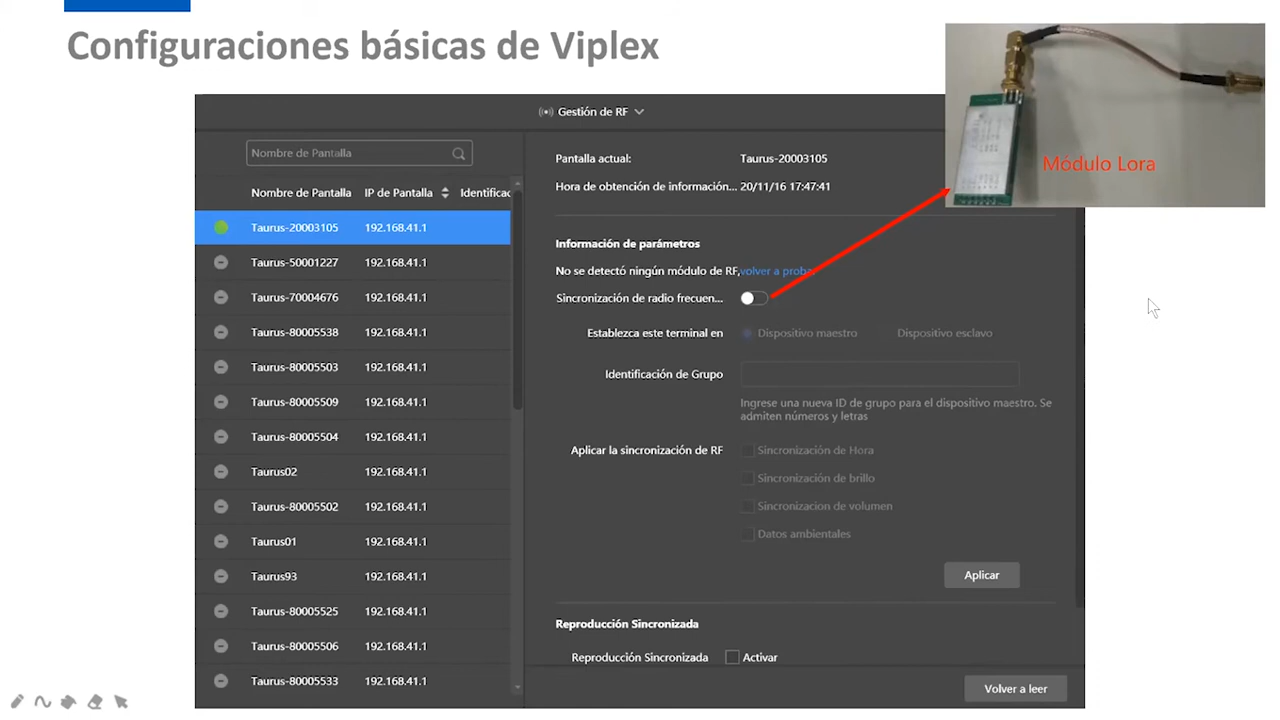 Configuraciones básicas de Viplex
Gestión de RF
Módulo Lora
Nombre de Pantalla
Nombre de Pantalla IP de Pantalla Identificac
Taurus-20003105 192.168.41.1
Taurus-50001227 192.168.41.1
Taurus-70004676 192.168.41.1
Taurus-80005538 192.168.41.1
Taurus-80005503 192.168.41.1
Taurus-80005509 192.168.41.1
Taurus-80005504 192.168.41.1
Taurus02 192.168.41.1
Taurus-80005502 192.168.41.1
Taurus01 192.168.41.1
Taurus93 192.168.41.1
Taurus-80005525 192.168.41.1
Taurus-80005506 192.168.41.1
Taurus-80005533 192.168.41.1
Pantalla actual: Taurus-20003105
Hora de obtención de información... 20/11/16 17:47:41
Información de parámetros
No se detectó ningún módulo de RF,volver a probar
Sincronización de radio frecuen...
Establezca este terminal en Dispositivo maestro Dispositivo esclavo
Identificación de Grupo
Ingrese una nueva ID de grupo para el dispositivo maestro. Se
admiten números y letras
Aplicar la sincronización de RF Sincronización de Hora
Sincronización de brillo
Sincronizacion de volumen
Datos ambientales
Aplicar
Reproducción Sincronizada
Reproducción Sincronizada Activar
Volver a leer